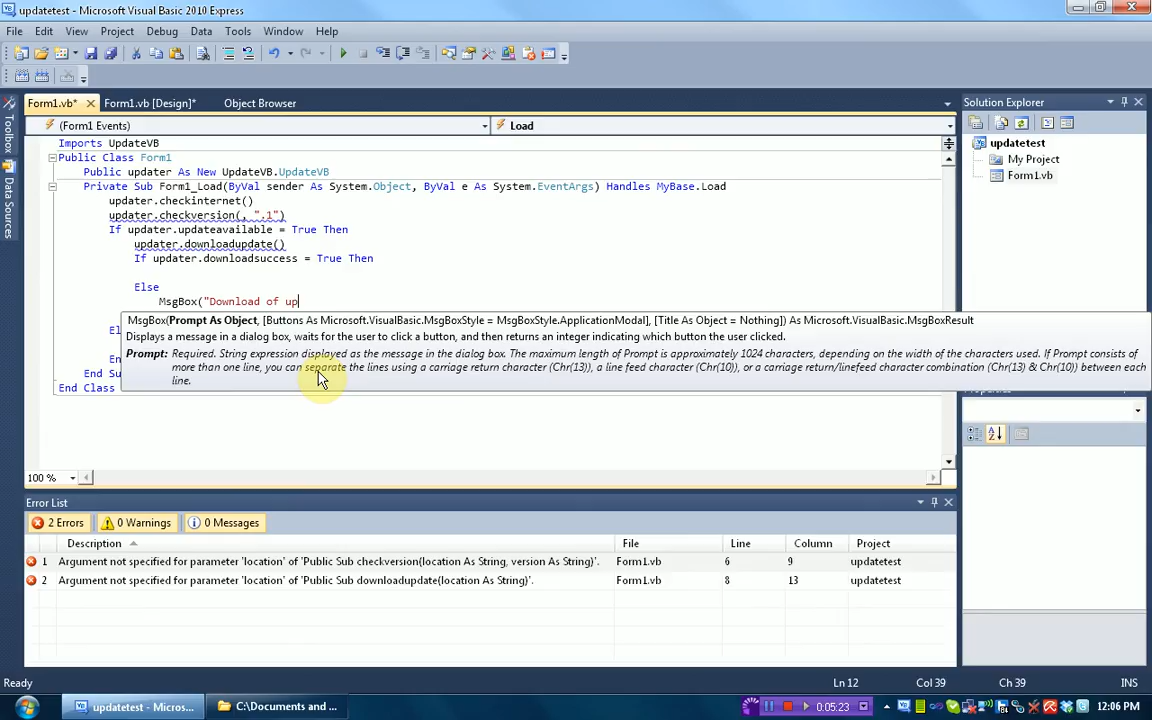 updatetest - Microsoft Visual Basic 2010 Express
File Edit View Project Debug Data Tools Window Help
Form1.vb* Form1.vb [Design]* Object Browser
Solution Explorer
(Form1 Events) Load
updatetest
My Project
Form1.vb
Toolbox
Data Sources
Imports UpdateVB
Public Class Form1
Public updater As New UpdateVB.UpdateVB
Private Sub Form1_Load(ByVal sender As System.Object, ByVal e As System.EventArgs) Handles MyBase.Load
updater.checkinternet()
updater.checkversion(, ".1")
If updater.updateavailable = True Then
updater.downloadupdate()
If updater.downloadsuccess = True Then
Else
MsgBox("Download of up
MsgBox(Prompt As Object, [Buttons As Microsoft.VisualBasic.MsgBoxStyle = MsgBoxStyle.ApplicationModal], [Title As Object = Nothing]) As Microsoft.VisualBasic.MsgBoxResult
Displays a message in a dialog box, waits for the user to click a button, and then returns an integer indicating which button the user clicked.
Prompt: Required. String expression displayed as the message in the dialog box. The maximum length of Prompt is approximately 1024 characters, depending on the width of the characters used. If Prompt consists of
more than one line, you can separate the lines using a carriage return character (Chr(13)), a line feed character (Chr(10)), or a carriage return/linefeed character combination (Chr(13) & Chr(10)) between each
line.
El
End
End Su
End Class
100 %
Error List
2 Errors 0 Warnings 0 Messages
Description File Line Column Project
1 Argument not specified for parameter 'location' of 'Public Sub checkversion(location As String, version As String)'. Form1.vb 6 9 updatetest
2 Argument not specified for parameter 'location' of 'Public Sub downloadupdate(location As String)'. Form1.vb 8 13 updatetest
Ready Ln 12 Col 39 Ch 39 INS
updatetest - Micros... C:\Documents and ... 0:05:23 12:06 PM